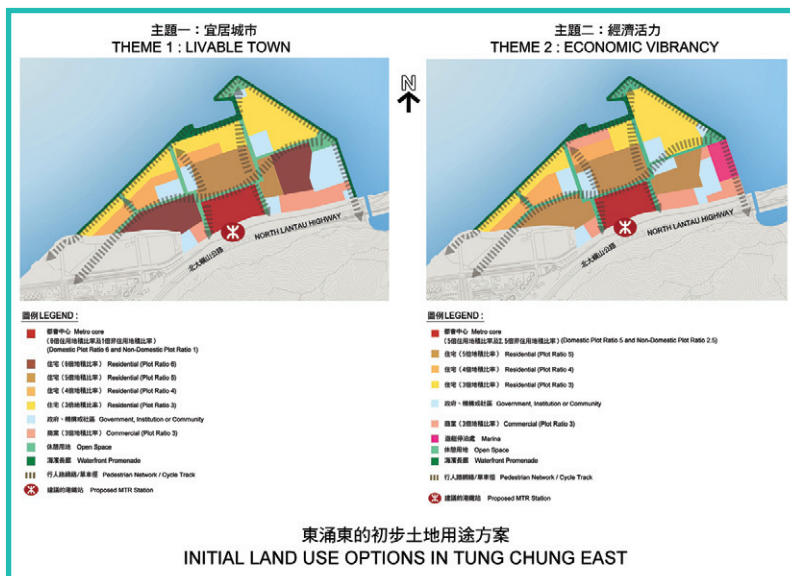 主題一：宜居城市
THEME 1 : LIVABLE TOWN
北大嶼山公路
NORTH LANTAU HIGHWAY
圖例 LEGEND :
都會中心 Metro core
(6個住用地積比率及1個非住用地積比率)
(Domestic Plot Ratio 6 and Non-Domestic Plot Ratio 1)
住宅 (6個地積比率) Residential (Plot Ratio 6)
住宅 (5個地積比率) Residential (Plot Ratio 5)
住宅 (4個地積比率) Residential (Plot Ratio 4)
住宅 (3個地積比率) Residential (Plot Ratio 3)
政府、機構或社區 Government, Institution or Community
商業 (3個地積比率) Commercial (Plot Ratio 3)
休憩用地 Open Space
海濱長廊 Waterfront Promenade
行人路網絡/單車徑 Pedestrian Network / Cycle Track
建議的港鐵站 Proposed MTR Station
N
主題二：經濟活力
THEME 2 : ECONOMIC VIBRANCY
北大嶼山公路
NORTH LANTAU HIGHWAY
圖例 LEGEND :
都會中心 Metro core
(5個住用地積比率及2.5個非住用地積比率) (Domestic Plot Ratio 5 and Non-Domestic Plot Ratio 2.5)
住宅 (5個地積比率) Residential (Plot Ratio 5)
住宅 (4個地積比率) Residential (Plot Ratio 4)
住宅 (3個地積比率) Residential (Plot Ratio 3)
政府、機構或社區 Government, Institution or Community
商業 (3個地積比率) Commercial (Plot Ratio 3)
遊艇停泊處 Marina
休憩用地 Open Space
海濱長廊 Waterfront Promenade
行人路網絡/單車徑 Pedestrian Network / Cycle Track
建議的港鐵站 Proposed MTR Station
東涌東的初步土地用途方案
INITIAL LAND USE OPTIONS IN TUNG CHUNG EAST